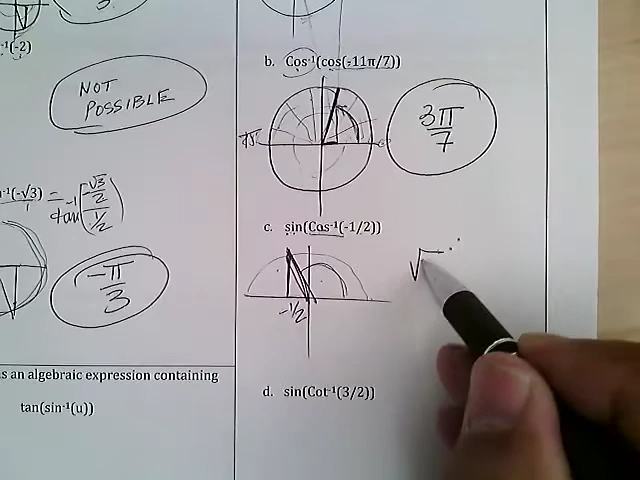 3
⁻¹(-2)
NOT
POSSIBLE
n⁻¹(-√3) = tan⁻¹(-√3/2 / 1/2)
1
-π/3
s an algebraic expression containing
tan(sin⁻¹(u))
b. Cos⁻¹(cos(-11π/7))
3π/7
c. sin(Cos⁻¹(-1/2))
-1/2
√
d. sin(Cot⁻¹(3/2))